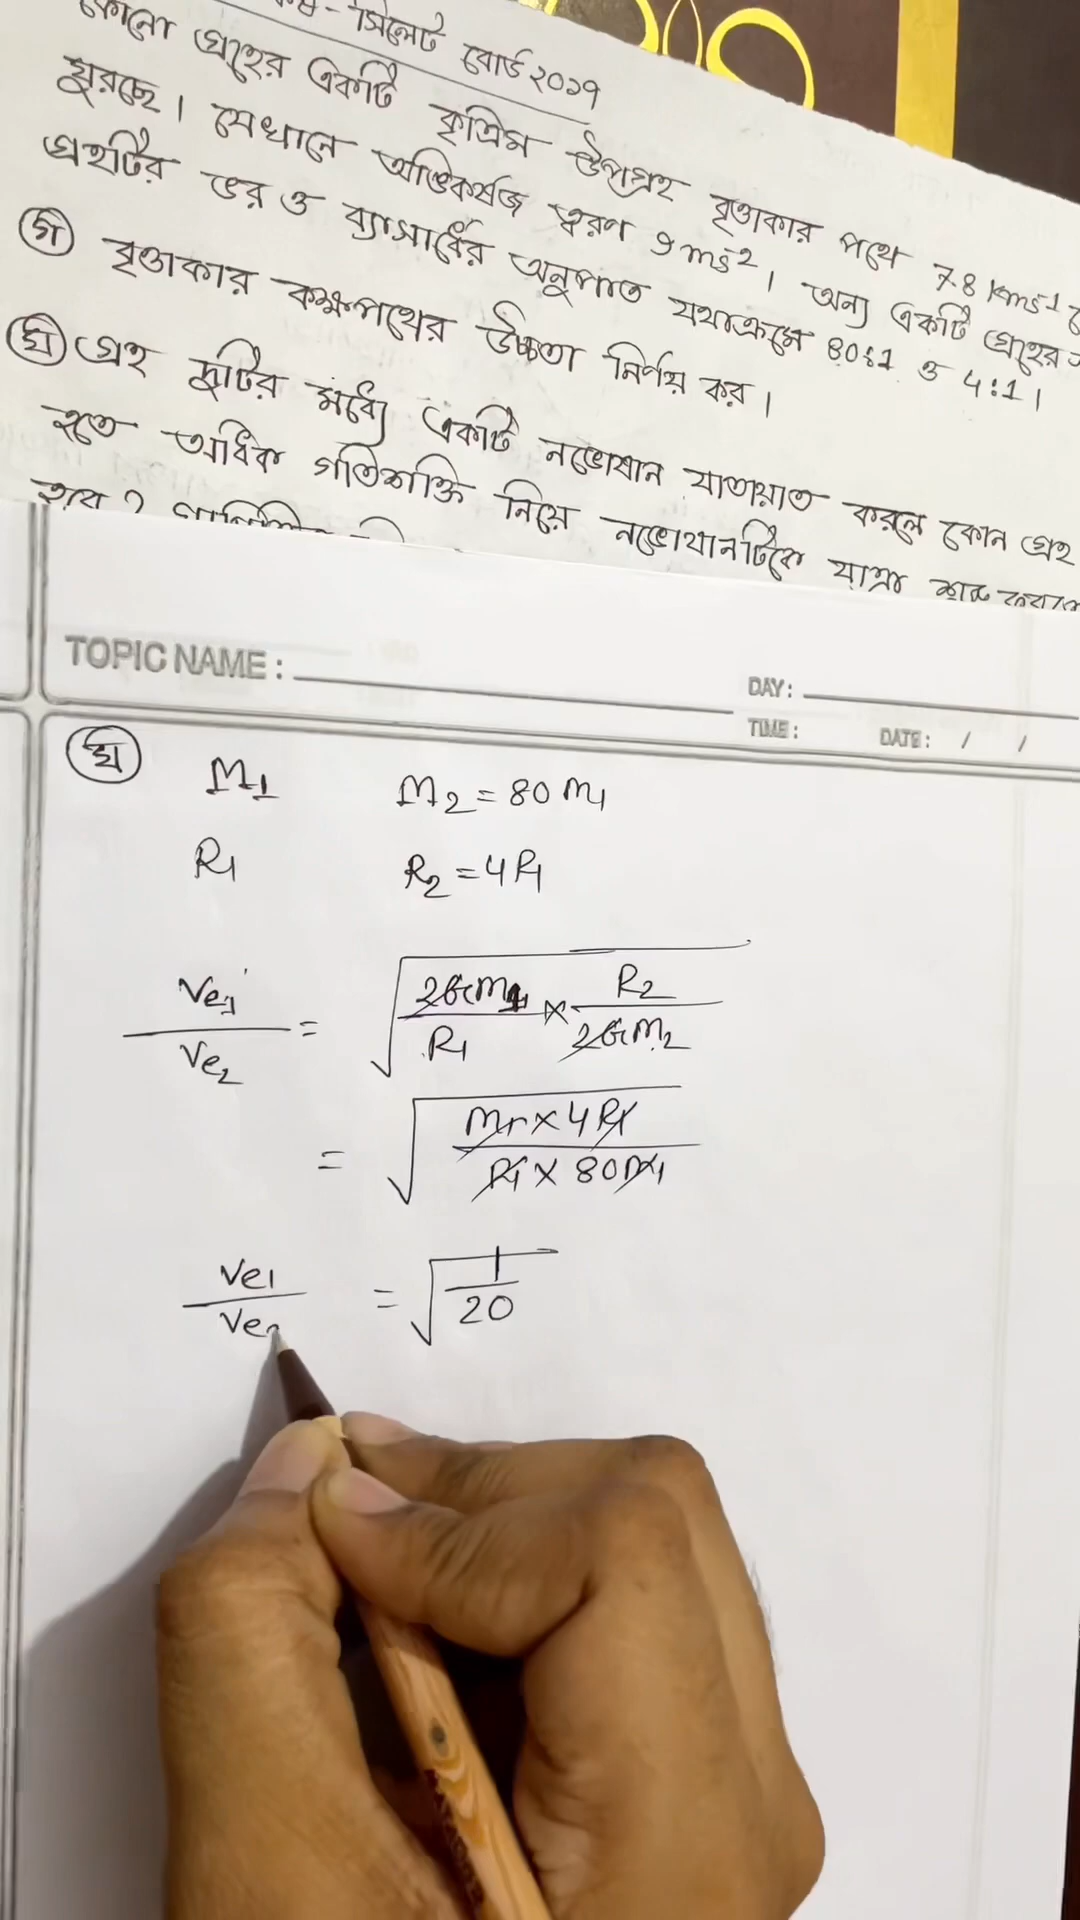 সিলেট বোর্ড ২০১৭
কোনো গ্রহের একটি কৃত্রিম উপগ্রহ বৃত্তাকার পথে 7.8 kms⁻¹
ঘুরছে। সেখানে অভিকর্ষজ ত্বরণ 9 ms⁻²। অন্য একটি গ্রহের
গ্রহটির ভর ও ব্যাসার্ধের অনুপাত যথাক্রমে 80:1 ও 4:1।
গ) বৃত্তাকার কক্ষপথের উচ্চতা নির্ণয় কর।
ঘ) গ্রহ দুটির মধ্যে একটি নভোযান যাতায়াত করলে কোন গ্রহ
হতে অধিক গতিশক্তি নিয়ে নভোযানটিকে যাত্রা শুরু করতে
হবে?
TOPIC NAME :
DAY :
TIME : DATE : / /
ঘ) M₁ M₂ = 80 M₁
R₁ R₂ = 4R₁
Ve₁/Ve₂ = √(2GM₁/R₁ × R₂/2GM₂)
= √(M₁ × 4R₁ / R₁ × 80M₁)
Ve₁/Ve₂ = √(1/20)